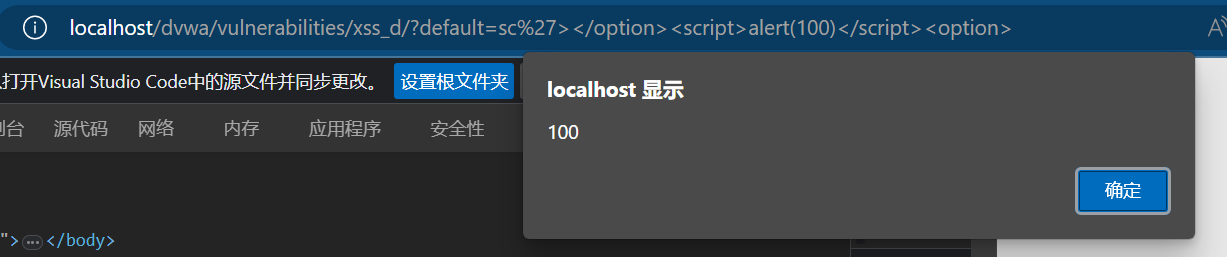 localhost/dvwa/vulnerabilities/xss_d/?default=sc%27></option><script>alert(100)</script><option>
打开Visual Studio Code中的源文件并同步更改。 设置根文件夹
localhost 显示
100
确定
制台 源代码 网络 内存 应用程序 安全性
">…</body>